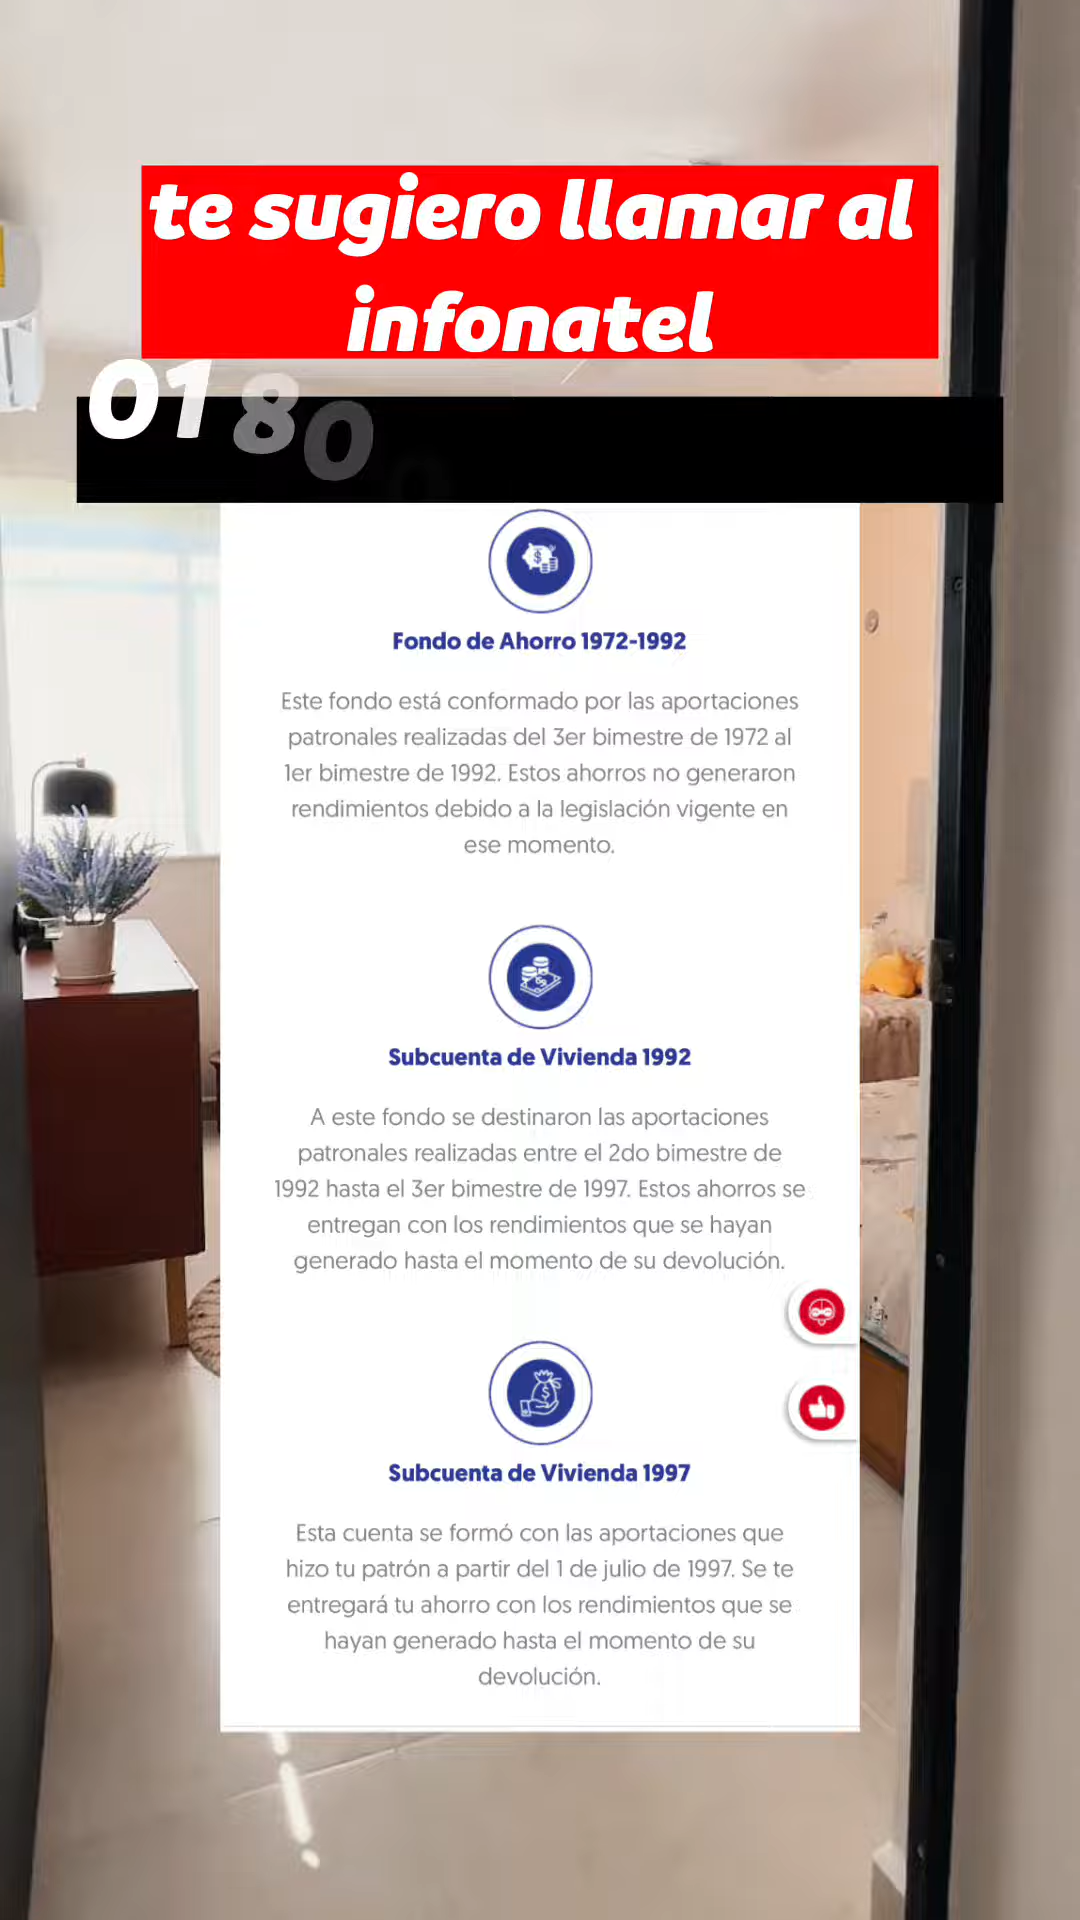 te sugiero llamar al
infonatel
01 80
Fondo de Ahorro 1972-1992
Este fondo está conformado por las aportaciones
patronales realizadas del 3er bimestre de 1972 al
1er bimestre de 1992. Estos ahorros no generaron
rendimientos debido a la legislación vigente en
ese momento.
Subcuenta de Vivienda 1992
A este fondo se destinaron las aportaciones
patronales realizadas entre el 2do bimestre de
1992 hasta el 3er bimestre de 1997. Estos ahorros se
entregan con los rendimientos que se hayan
generado hasta el momento de su devolución.
Subcuenta de Vivienda 1997
Esta cuenta se formó con las aportaciones que
hizo tu patrón a partir del 1 de julio de 1997. Se te
entregará tu ahorro con los rendimientos que se
hayan generado hasta el momento de su
devolución.